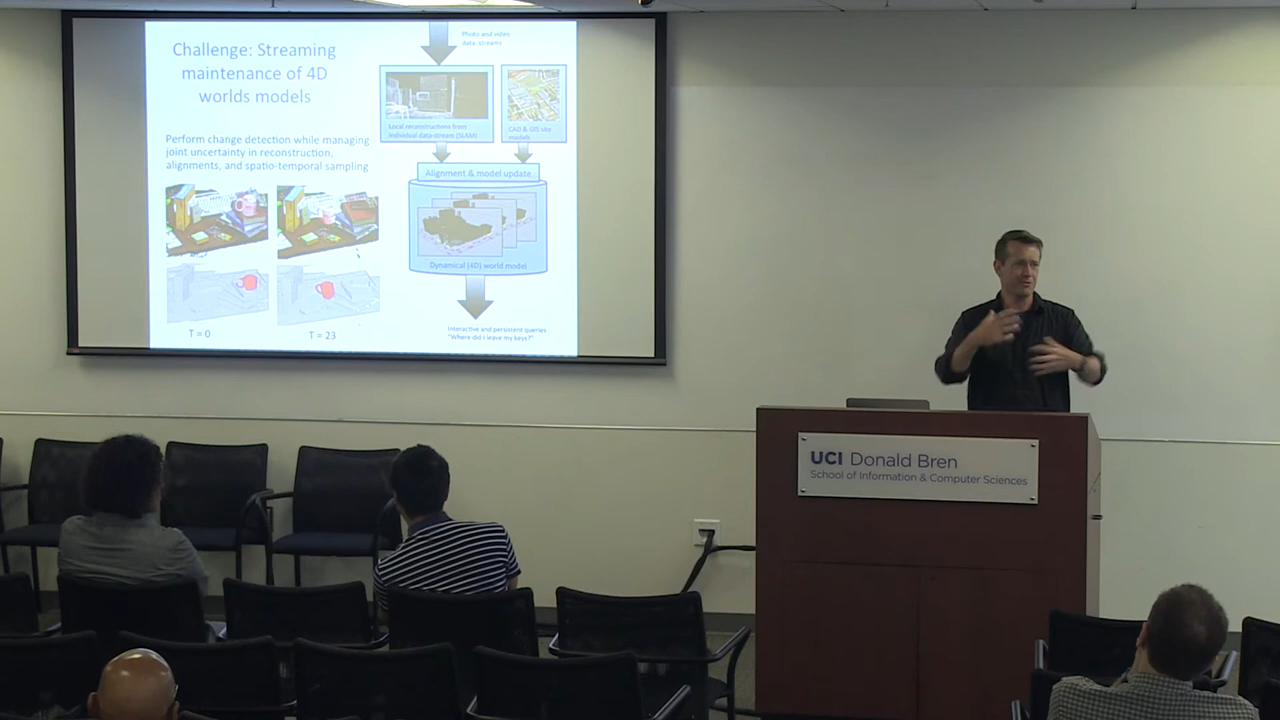 Challenge: Streaming
maintenance of 4D
worlds models
Perform change detection while managing
joint uncertainty in reconstruction,
alignments, and spatio-temporal sampling
T = 0
T = 23
Photo and video
data streams
Local reconstructions from
individual data-stream (SLAM)
CAD & GIS site
models
Alignment & model update
Dynamical (4D) world model
Interactive and persistent queries
"Where did I leave my keys?"
UCI Donald Bren
School of Information & Computer Sciences